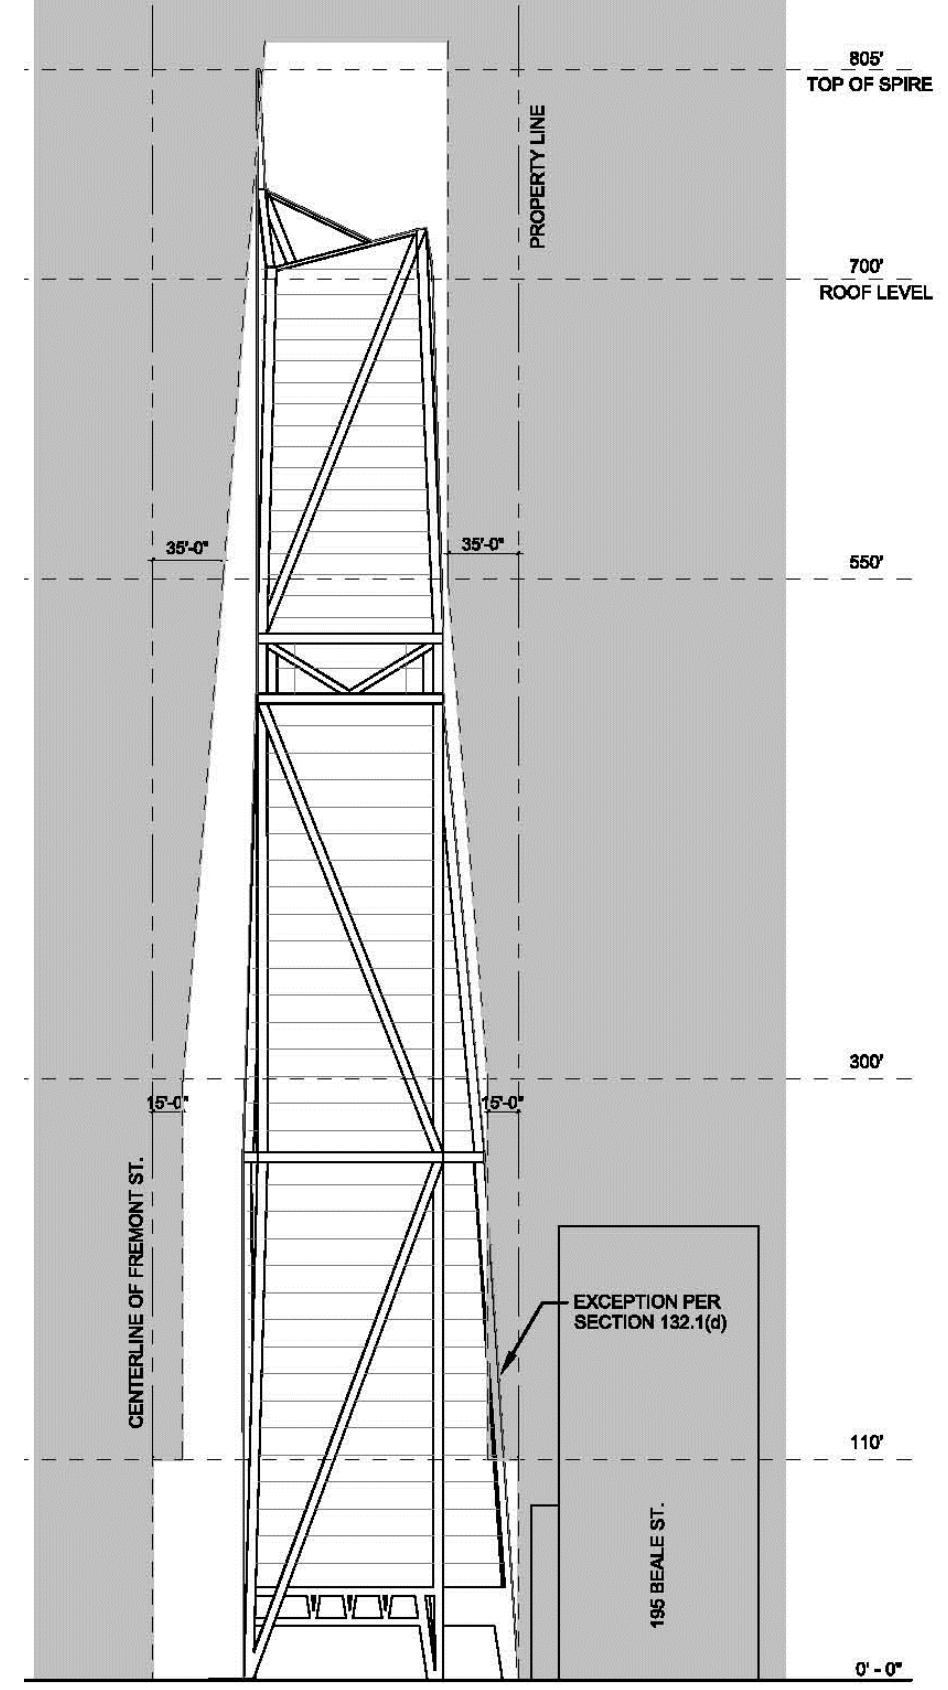 805'
TOP OF SPIRE
PROPERTY LINE
700'
ROOF LEVEL
35'-0"
35'-0"
550'
300'
15'-0"
15'-0"
CENTERLINE OF FREMONT ST.
EXCEPTION PER
SECTION 132.1(d)
110'
195 BEALE ST.
0' - 0"